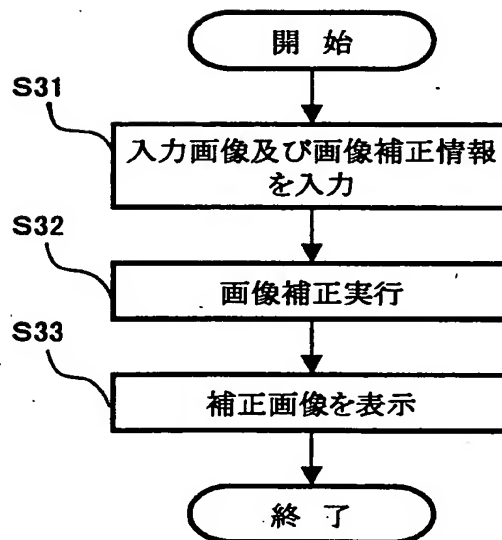 開 始
S31
入力画像及び画像補正情報
を入力
S32
画像補正実行
S33
補正画像を表示
終 了